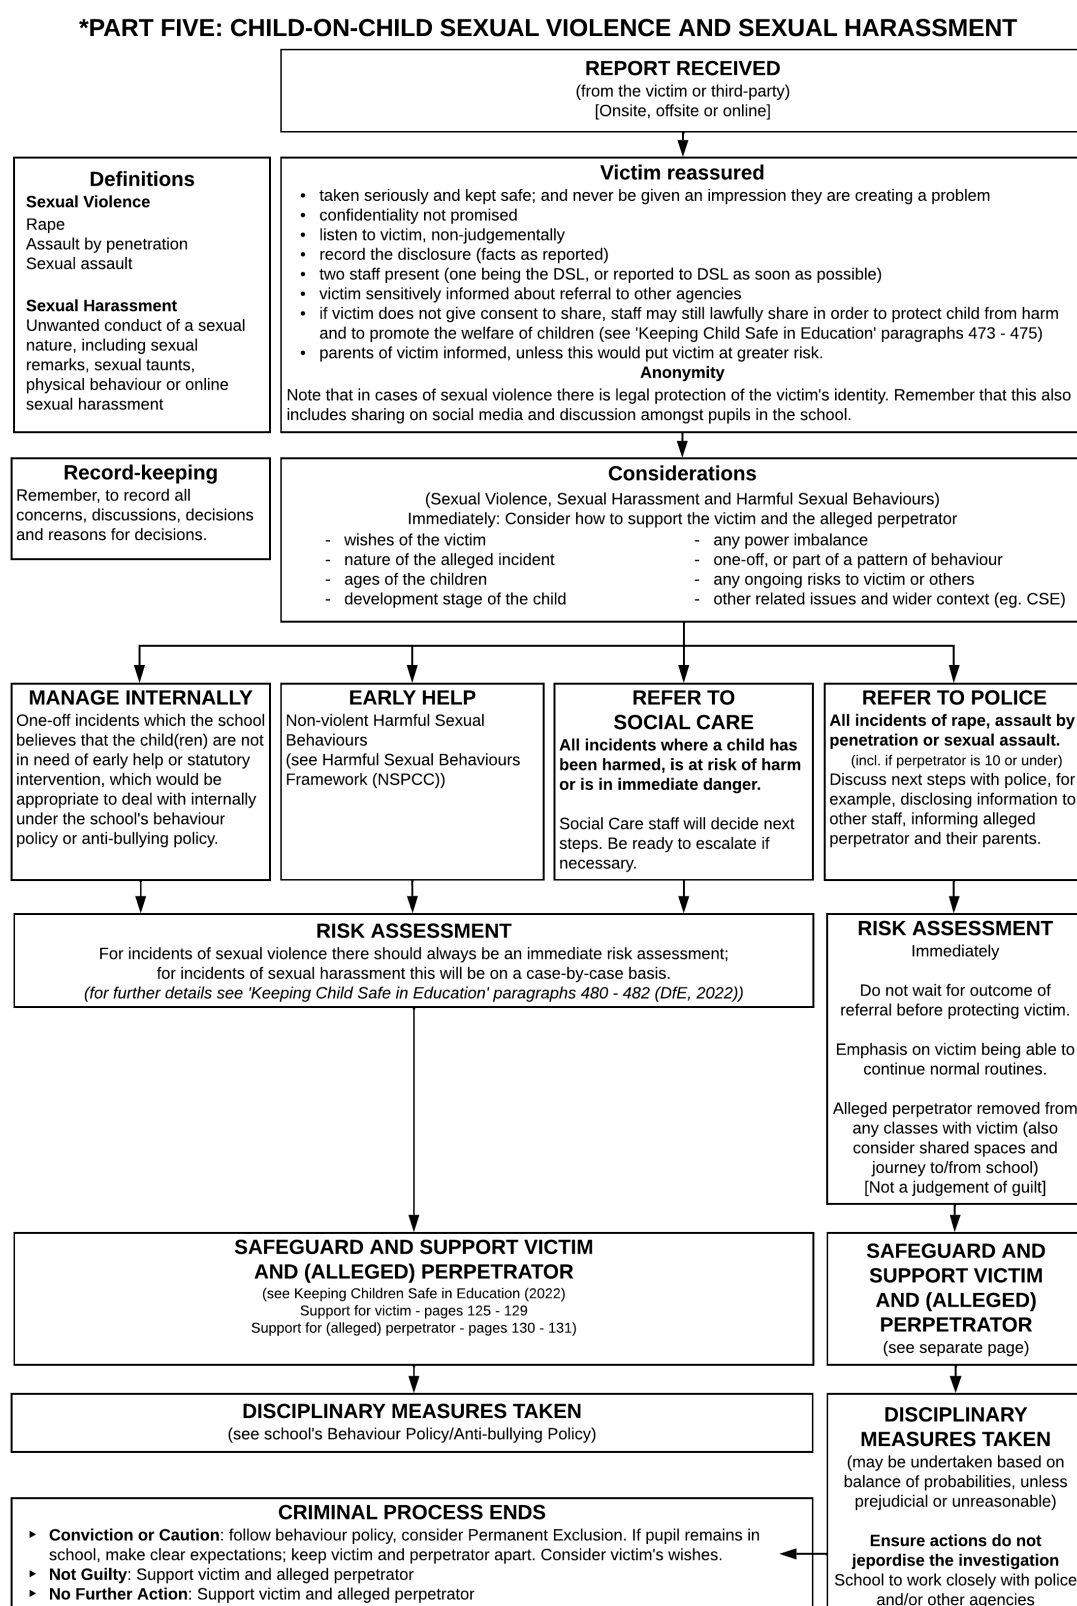 *PART FIVE: CHILD-ON-CHILD SEXUAL VIOLENCE AND SEXUAL HARASSMENT
REPORT RECEIVED
(from the victim or third-party)
[Onsite, offsite or online]
Definitions
Sexual Violence
Rape
Assault by penetration
Sexual assault
Sexual Harassment
Unwanted conduct of a sexual
nature, including sexual
remarks, sexual taunts,
physical behaviour or online
sexual harassment
Victim reassured
• taken seriously and kept safe; and never be given an impression they are creating a problem
• confidentiality not promised
• listen to victim, non-judgementally
• record the disclosure (facts as reported)
• two staff present (one being the DSL, or reported to DSL as soon as possible)
• victim sensitively informed about referral to other agencies
• if victim does not give consent to share, staff may still lawfully share in order to protect child from harm
and to promote the welfare of children (see 'Keeping Child Safe in Education' paragraphs 473 - 475)
• parents of victim informed, unless this would put victim at greater risk.
Anonymity
Note that in cases of sexual violence there is legal protection of the victim's identity. Remember that this also
includes sharing on social media and discussion amongst pupils in the school.
Record-keeping
Remember, to record all
concerns, discussions, decisions
and reasons for decisions.
Considerations
(Sexual Violence, Sexual Harassment and Harmful Sexual Behaviours)
Immediately: Consider how to support the victim and the alleged perpetrator
- wishes of the victim
- nature of the alleged incident
- ages of the children
- development stage of the child
- any power imbalance
- one-off, or part of a pattern of behaviour
- any ongoing risks to victim or others
- other related issues and wider context (eg. CSE)
MANAGE INTERNALLY
One-off incidents which the school
believes that the child(ren) are not
in need of early help or statutory
intervention, which would be
appropriate to deal with internally
under the school's behaviour
policy or anti-bullying policy.
EARLY HELP
Non-violent Harmful Sexual
Behaviours
(see Harmful Sexual Behaviours
Framework (NSPCC))
REFER TO
SOCIAL CARE
All incidents where a child has
been harmed, is at risk of harm
or is in immediate danger.
Social Care staff will decide next
steps. Be ready to escalate if
necessary.
REFER TO POLICE
All incidents of rape, assault by
penetration or sexual assault.
(incl. if perpetrator is 10 or under)
Discuss next steps with police, for
example, disclosing information to
other staff, informing alleged
perpetrator and their parents.
RISK ASSESSMENT
For incidents of sexual violence there should always be an immediate risk assessment;
for incidents of sexual harassment this will be on a case-by-case basis.
(for further details see 'Keeping Child Safe in Education' paragraphs 480 - 482 (DfE, 2022))
RISK ASSESSMENT
Immediately
Do not wait for outcome of
referral before protecting victim.
Emphasis on victim being able to
continue normal routines.
Alleged perpetrator removed from
any classes with victim (also
consider shared spaces and
journey to/from school)
[Not a judgement of guilt]
SAFEGUARD AND SUPPORT VICTIM
AND (ALLEGED) PERPETRATOR
(see Keeping Children Safe in Education (2022)
Support for victim - pages 125 - 129
Support for (alleged) perpetrator - pages 130 - 131)
SAFEGUARD AND
SUPPORT VICTIM
AND (ALLEGED)
PERPETRATOR
(see separate page)
DISCIPLINARY MEASURES TAKEN
(see school's Behaviour Policy/Anti-bullying Policy)
DISCIPLINARY
MEASURES TAKEN
(may be undertaken based on
balance of probabilities, unless
prejudicial or unreasonable)
Ensure actions do not
jepordise the investigation
School to work closely with police
and/or other agencies
CRIMINAL PROCESS ENDS
‣ Conviction or Caution: follow behaviour policy, consider Permanent Exclusion. If pupil remains in
school, make clear expectations; keep victim and perpetrator apart. Consider victim's wishes.
‣ Not Guilty: Support victim and alleged perpetrator
‣ No Further Action: Support victim and alleged perpetrator